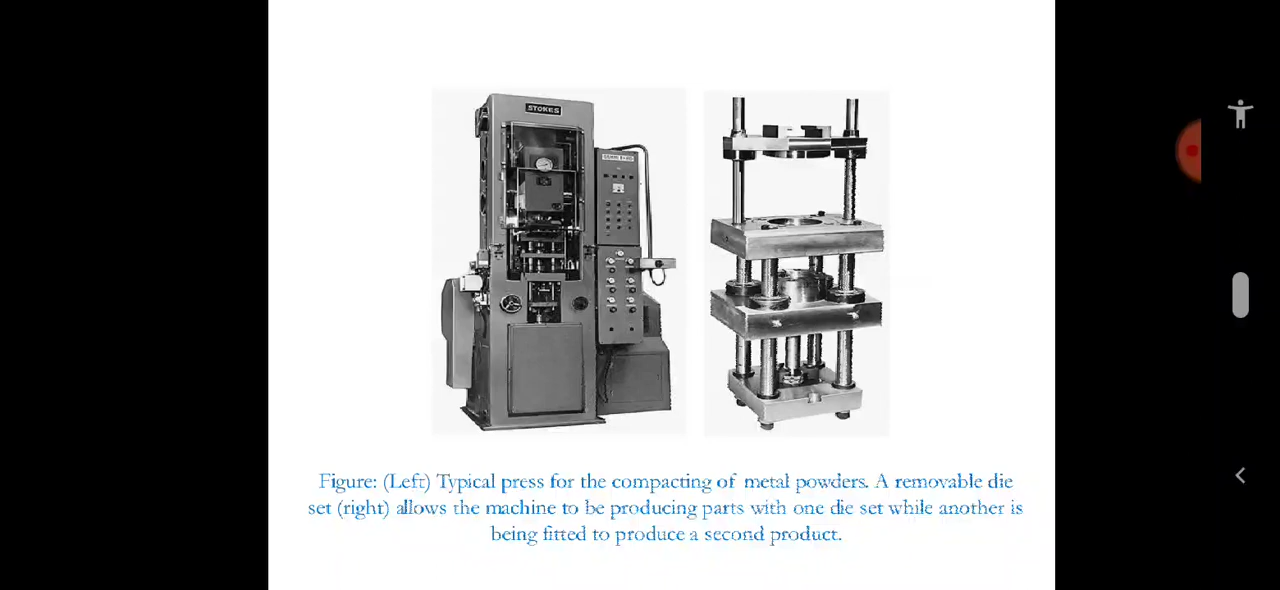 STOKES
Figure: (Left) Typical press for the compacting of metal powders. A removable die
set (right) allows the machine to be producing parts with one die set while another is
being fitted to produce a second product.